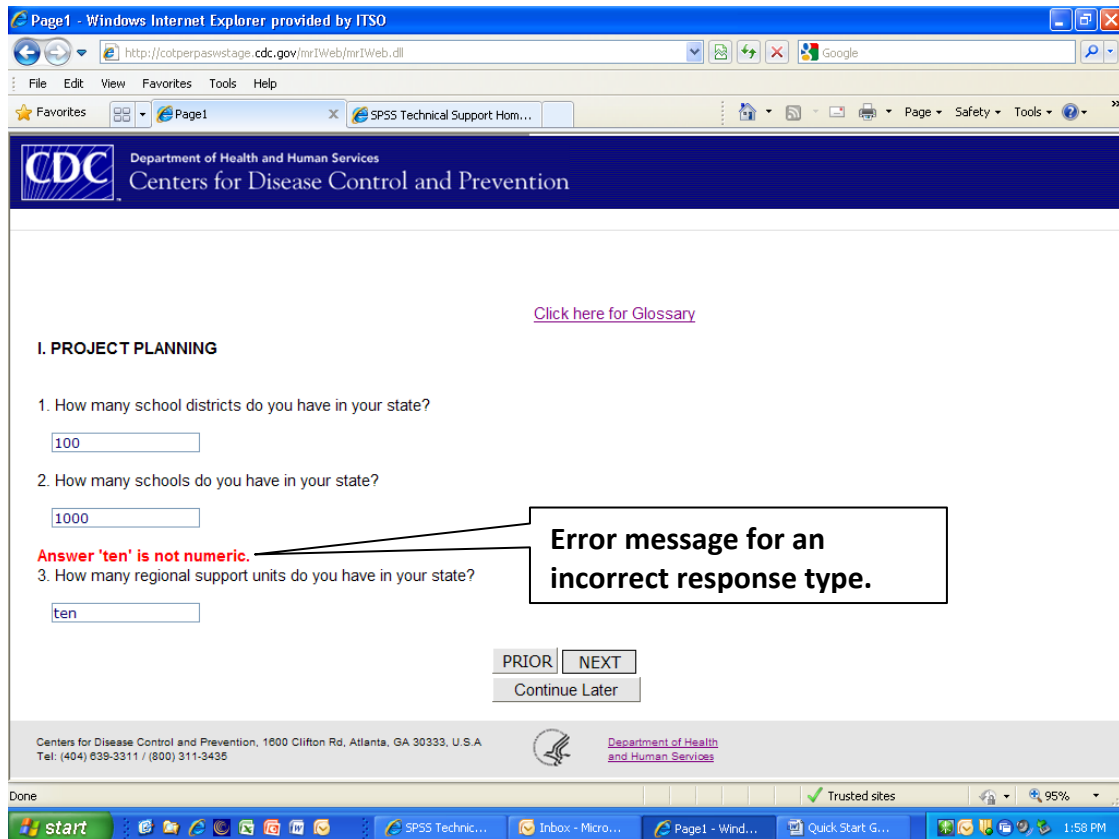 Page1 - Windows Internet Explorer provided by ITSO
http://cotperpaswstage.cdc.gov/mrIWeb/mrIWeb.dll
Google
File Edit View Favorites Tools Help
Favorites
Page1
SPSS Technical Support Hom...
Page
Safety
Tools
»
CDC
Department of Health and Human Services
Centers for Disease Control and Prevention
Click here for Glossary
I. PROJECT PLANNING
1. How many school districts do you have in your state?
100
2. How many schools do you have in your state?
1000
Answer 'ten' is not numeric.
Error message for an
incorrect response type.
3. How many regional support units do you have in your state?
ten
PRIOR NEXT
Continue Later
Centers for Disease Control and Prevention, 1600 Clifton Rd, Atlanta, GA 30333, U.S.A
Tel: (404) 639-3311 / (800) 311-3435
Department of Health
and Human Services
Done
Trusted sites
95%
start
SPSS Technic...
Inbox - Micro...
Page1 - Wind...
Quick Start G...
1:58 PM